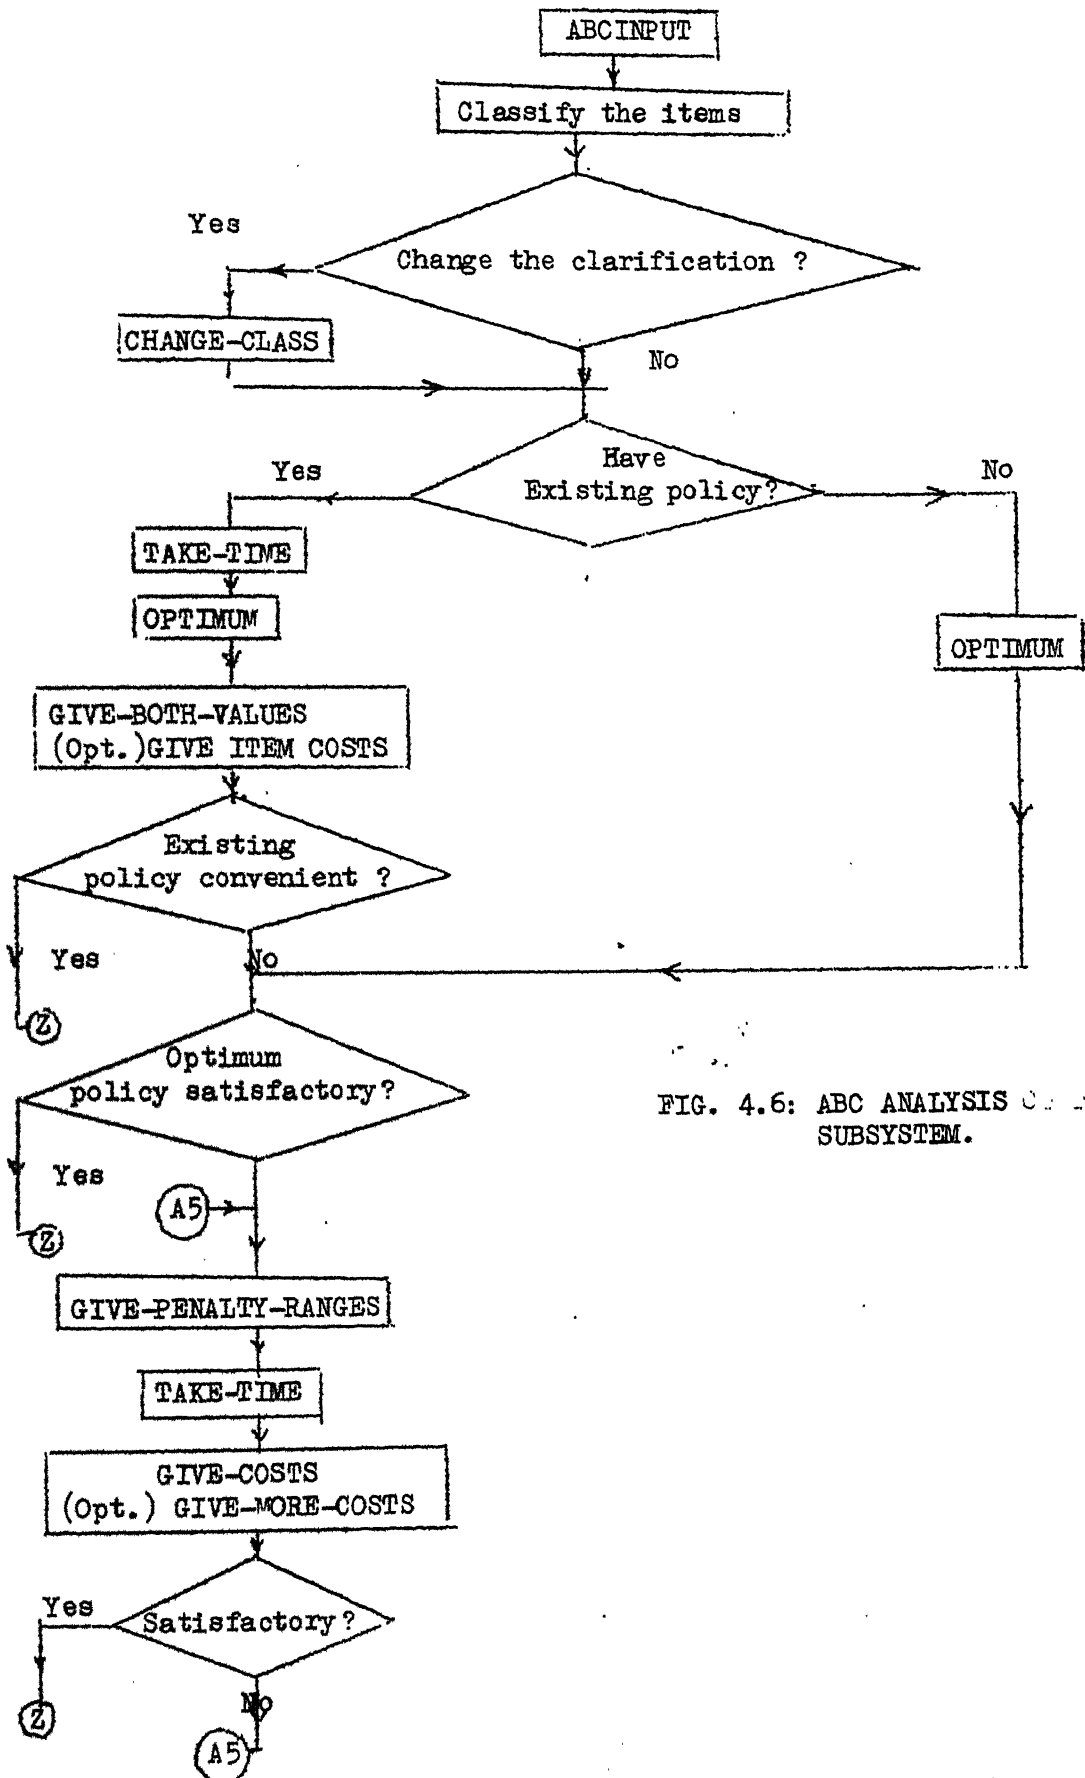 ABCINPUT
Classify the items
Yes
Change the clarification ?
CHANGE-CLASS
No
Yes
Have
Existing policy?
No
TAKE-TIME
OPTIMUM
OPTIMUM
GIVE-BOTH-VALUES
(Opt.)GIVE ITEM COSTS
Existing
policy convenient ?
Yes
No
Z
Optimum
policy satisfactory?
FIG. 4.6: ABC ANALYSIS
SUBSYSTEM.
Yes
A5
Z
GIVE-PENALTY-RANGES
TAKE-TIME
GIVE-COSTS
(Opt.) GIVE-MORE-COSTS
Yes
Satisfactory?
No
Z
A5